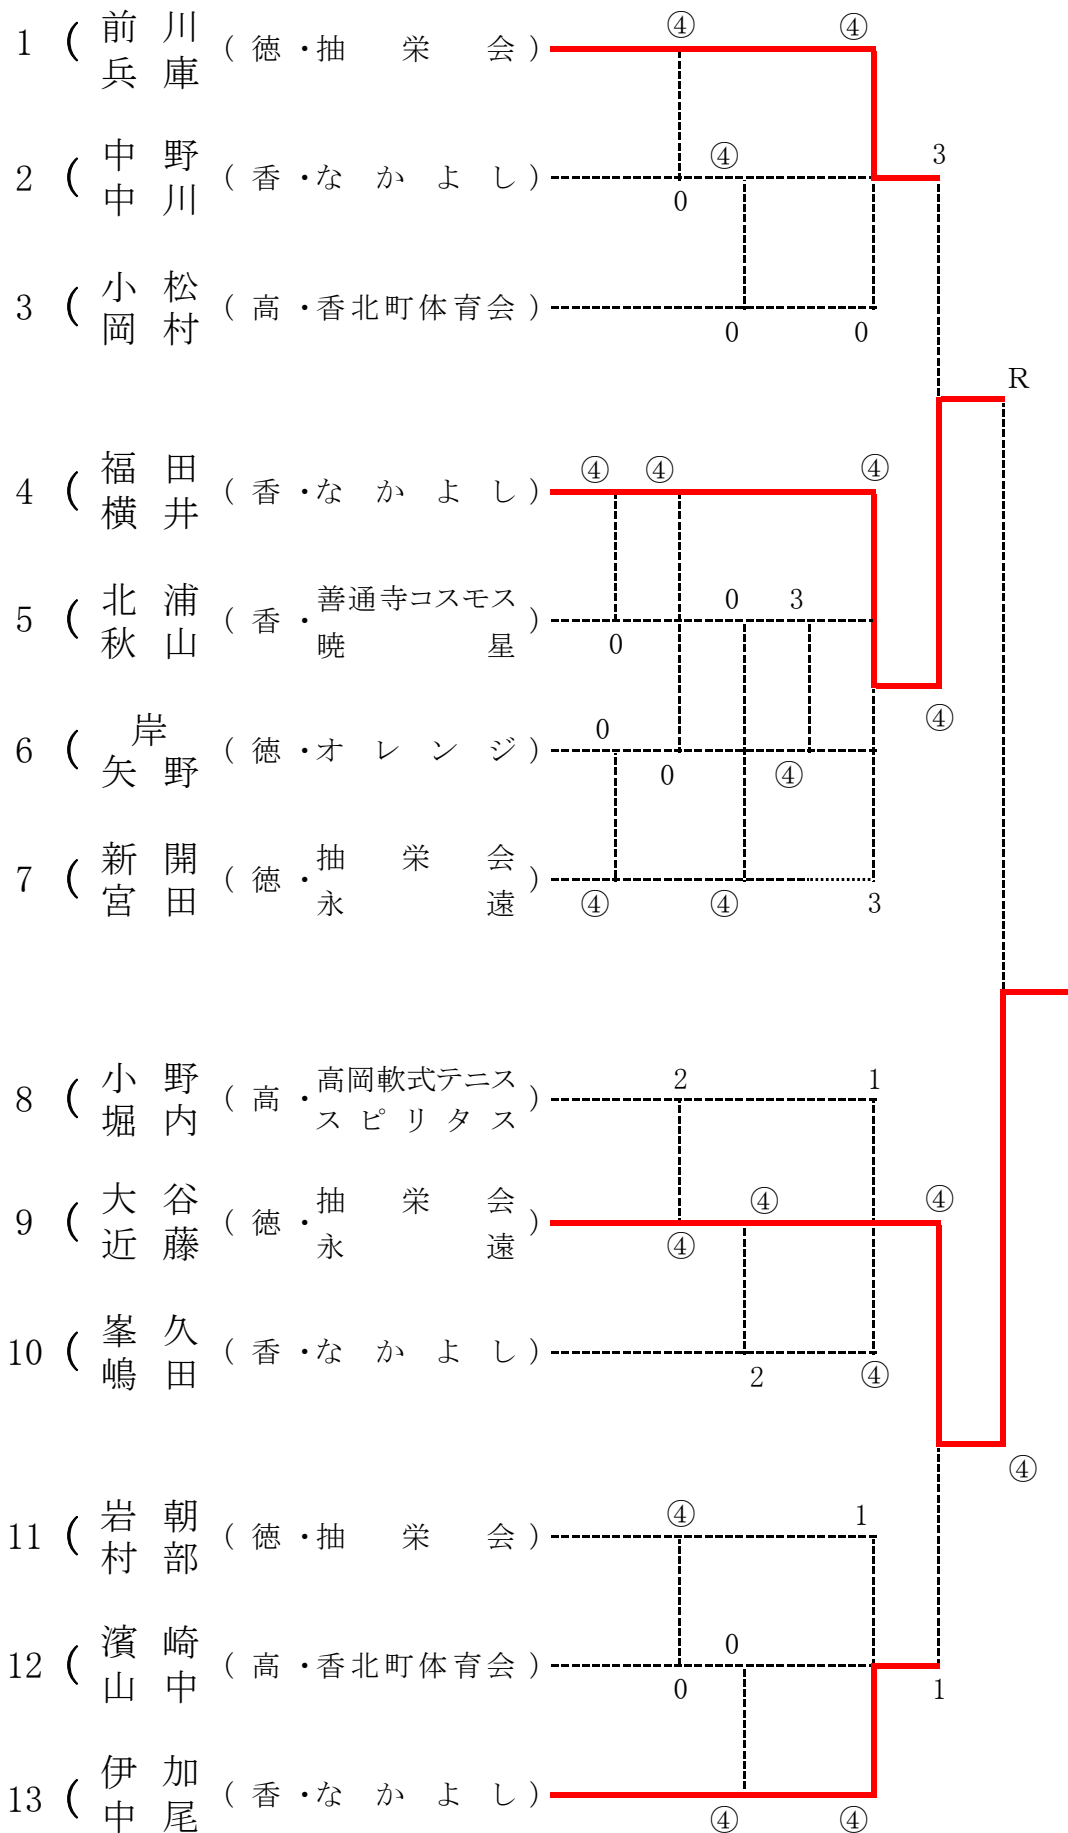 ④ ④
1 ( 前川 兵庫 ( 徳・抽栄会 )
④ 3
2 ( 中野 中川 ( 香・なかよし )
0
3 ( 小松 岡村 ( 高・香北町体育会 )
0 0
R
④ ④ ④
4 ( 福田 横井 ( 香・なかよし )
0 3
5 ( 北浦 秋山 ( 香・善通寺コスモス 暁星 )
0
④
0
6 ( 岸 矢野 ( 徳・オレンジ )
0 ④
7 ( 新開 宮田 ( 徳・抽栄会 永遠 )
④ ④ 3
2 1
8 ( 小野 堀内 ( 高・高岡軟式テニス スピリタス )
④ ④
9 ( 大谷 近藤 ( 徳・抽栄会 永遠 )
④
10 ( 峯久 嶋田 ( 香・なかよし )
2 ④
④
④ 1
11 ( 岩朝 村部 ( 徳・抽栄会 )
0
12 ( 濱崎 山中 ( 高・香北町体育会 )
0 1
13 ( 伊加 中尾 ( 香・なかよし )
④ ④